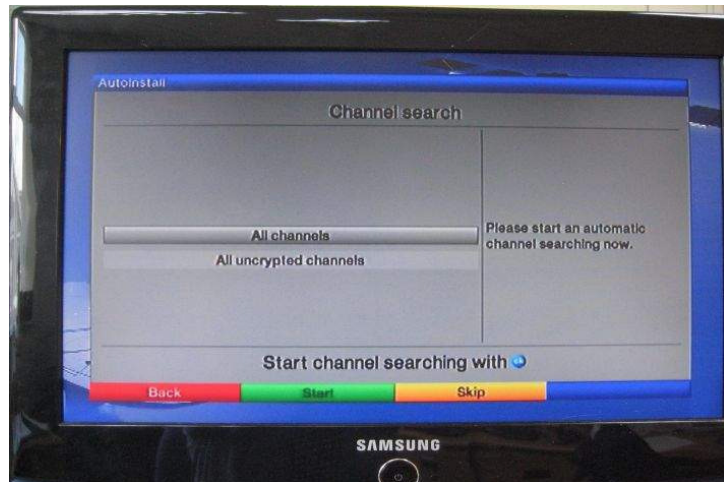 AutoInstall
Channel search
All channels
All uncrypted channels
Please start an automatic
channel searching now.
Start channel searching with ok
Back Start Skip
SAMSUNG